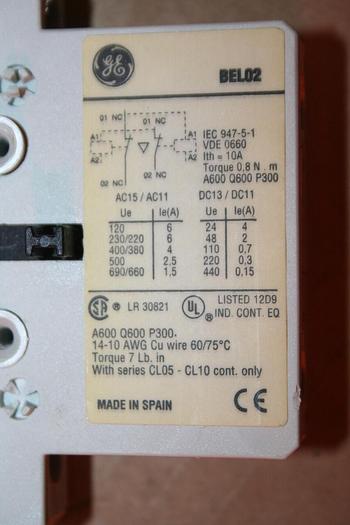 GE
BEL02
01 NC 01 NC
A1 A1
A2 A2
02 NC 02 NC
IEC 947-5-1
VDE 0660
Ith = 10A
Torque 0,8 N . m
A600 Q600 P300
AC15 / AC11 DC13 / DC11
Ue Ie(A) Ue Ie(A)
120 6 24 4
230/220 6 48 2
400/380 4 110 0,7
500 2,5 220 0,3
690/660 1,5 440 0,15
SA ® LR 30821 UL ® LISTED 12D9
IND. CONT. EQ
A600 Q600 P300.
14-10 AWG Cu wire 60/75°C
Torque 7 Lb. in
With series CL05 - CL10 cont. only
MADE IN SPAIN CE